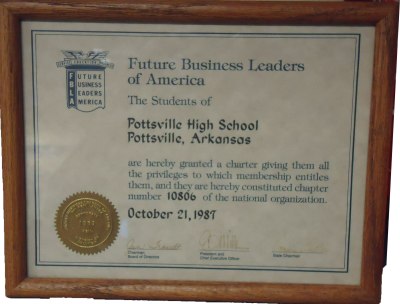 Future Business Leaders
of America
FBLA
FUTURE
BUSINESS
LEADERS
AMERICA
The Students of
Pottsville High School
Pottsville, Arkansas
are hereby granted a charter giving them all
the privileges to which membership entitles
them, and they are hereby constituted chapter
number 10806 of the national organization.
October 21, 1987
Chairman
Board of Directors
President and
Chief Executive Officer
State Chairman